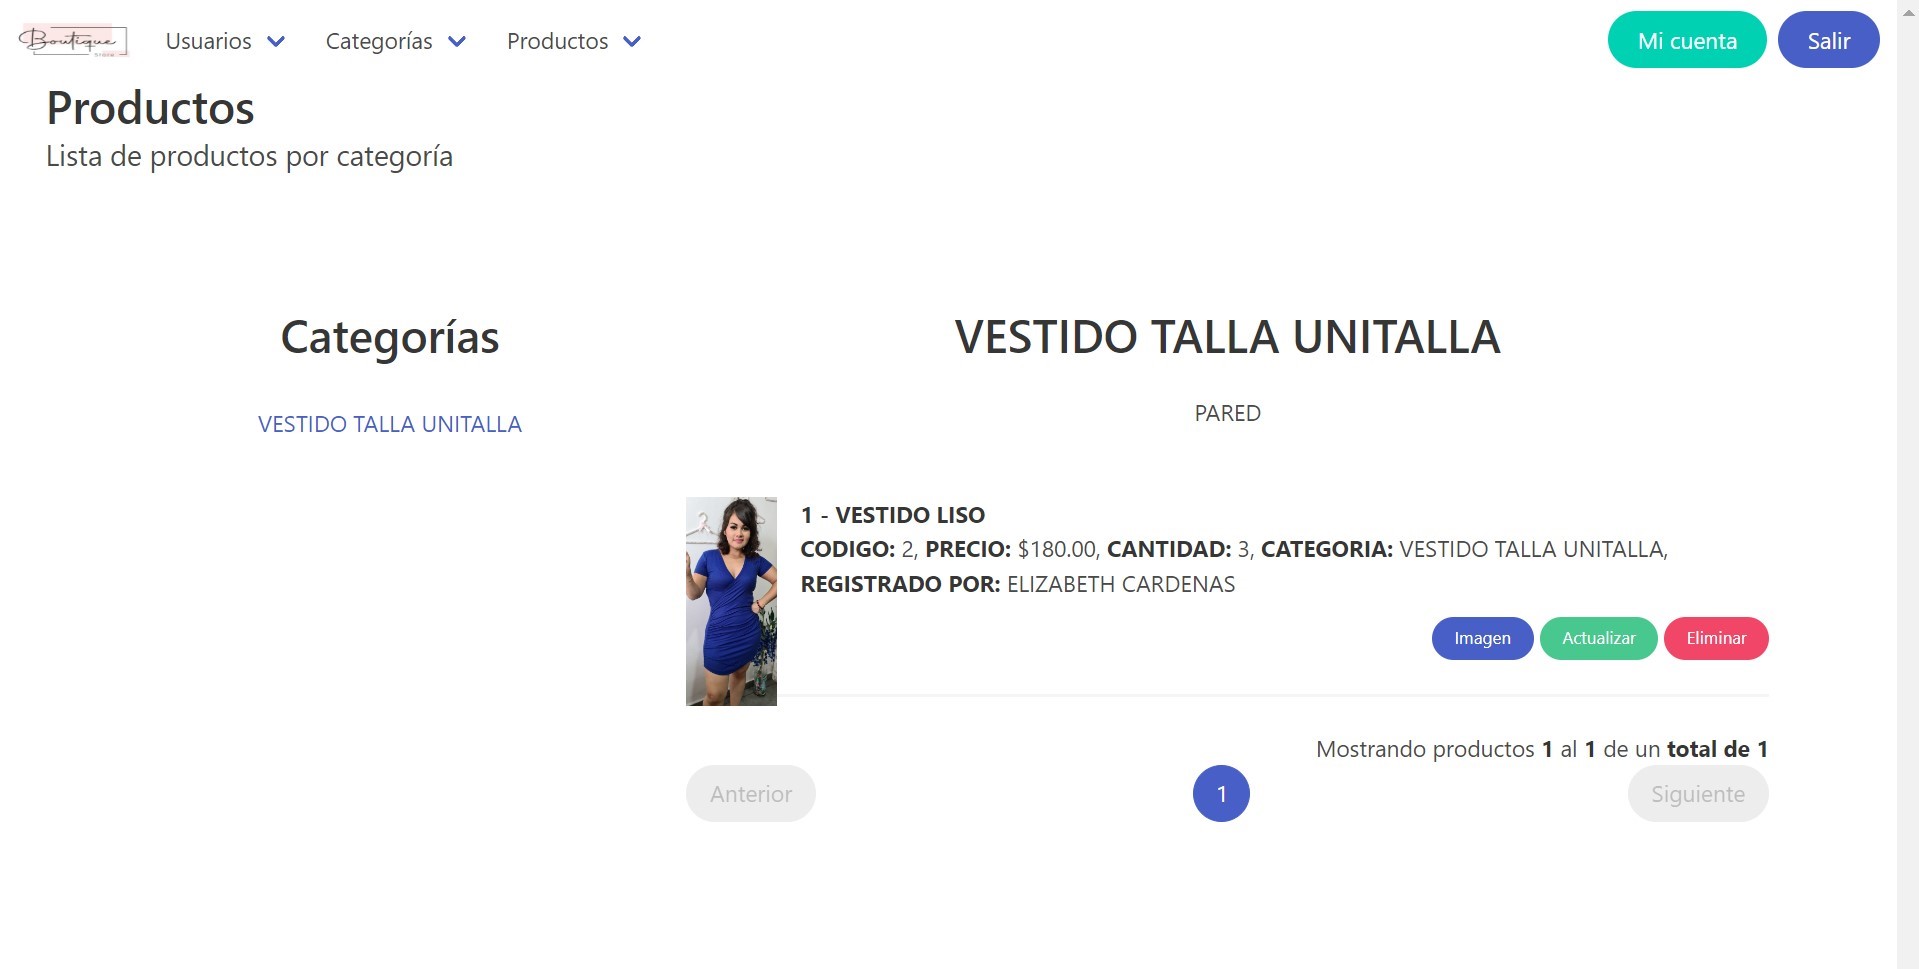 Boutique
Usuarios
Categorías
Productos
Mi cuenta
Salir
Productos
Lista de productos por categoría
Categorías
VESTIDO TALLA UNITALLA
VESTIDO TALLA UNITALLA
PARED
1 - VESTIDO LISO
CODIGO: 2, PRECIO: $180.00, CANTIDAD: 3, CATEGORIA: VESTIDO TALLA UNITALLA,
REGISTRADO POR: ELIZABETH CARDENAS
Imagen
Actualizar
Eliminar
Mostrando productos 1 al 1 de un total de 1
Anterior
1
Siguiente